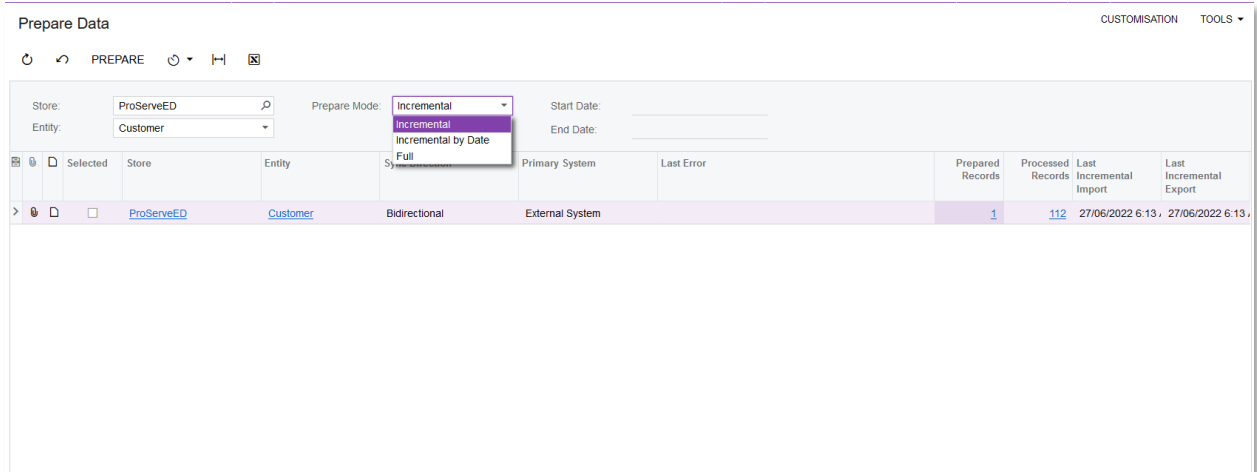 Prepare Data
CUSTOMISATION TOOLS
PREPARE
Store: ProServeED Prepare Mode: Incremental Start Date:
Entity: Customer Incremental End Date:
Incremental by Date
Full
Selected Store Entity Sync Direction Primary System Last Error Prepared Records Processed Records Last Incremental Import Last Incremental Export
ProServeED Customer Bidirectional External System 1 112 27/06/2022 6:13 27/06/2022 6:13